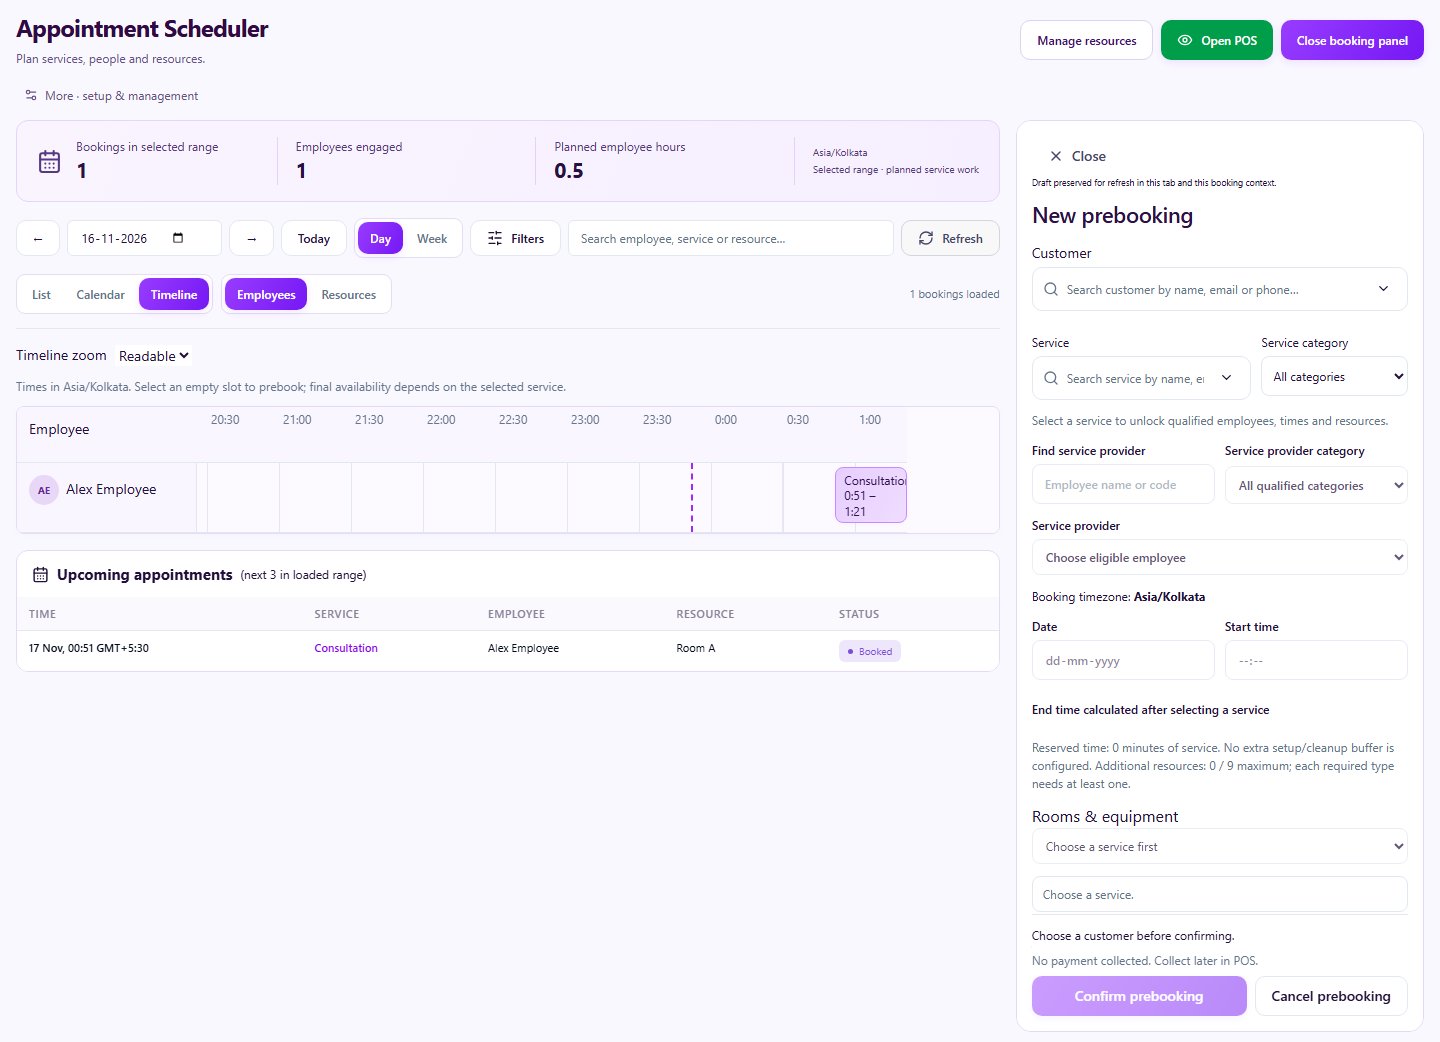 Appointment Scheduler
Plan services, people and resources.
Manage resources
Open POS
Close booking panel
More · setup & management
Bookings in selected range
1
Employees engaged
1
Planned employee hours
0.5
Asia/Kolkata
Selected range · planned service work
←
16-11-2026
→
Today
Day
Week
Filters
Search employee, service or resource...
Refresh
List
Calendar
Timeline
Employees
Resources
1 bookings loaded
Timeline zoom
Readable
Times in Asia/Kolkata. Select an empty slot to prebook; final availability depends on the selected service.
Employee
20:30
21:00
21:30
22:00
22:30
23:00
23:30
0:00
0:30
1:00
AE
Alex Employee
Consultation
0:51 –
1:21
Upcoming appointments (next 3 in loaded range)
TIME
SERVICE
EMPLOYEE
RESOURCE
STATUS
17 Nov, 00:51 GMT+5:30
Consultation
Alex Employee
Room A
Booked
Close
Draft preserved for refresh in this tab and this booking context.
New prebooking
Customer
Search customer by name, email or phone...
Service
Service category
Search service by name, e
All categories
Select a service to unlock qualified employees, times and resources.
Find service provider
Service provider category
Employee name or code
All qualified categories
Service provider
Choose eligible employee
Booking timezone: Asia/Kolkata
Date
Start time
dd-mm-yyyy
--:--
End time calculated after selecting a service
Reserved time: 0 minutes of service. No extra setup/cleanup buffer is
configured. Additional resources: 0 / 9 maximum; each required type
needs at least one.
Rooms & equipment
Choose a service first
Choose a service.
Choose a customer before confirming.
No payment collected. Collect later in POS.
Confirm prebooking
Cancel prebooking